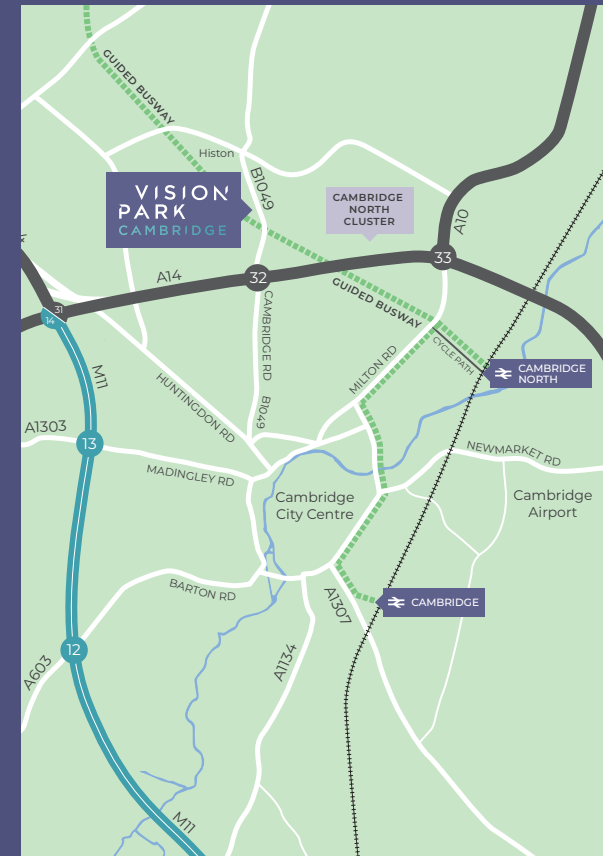 GUIDED BUSWAY
Histon
B1049
VISION
PARK
CAMBRIDGE
CAMBRIDGE
NORTH
CLUSTER
A10
33
A14
32
31
14
GUIDED BUSWAY
CAMBRIDGE RD
B1049
MILTON RD
CYCLE PATH
CAMBRIDGE
NORTH
M11
HUNTINGDON RD
A1303
13
MADINGLEY RD
NEWMARKET RD
Cambridge
City Centre
Cambridge
Airport
BARTON RD
A1307
CAMBRIDGE
A603
12
A1134
M11